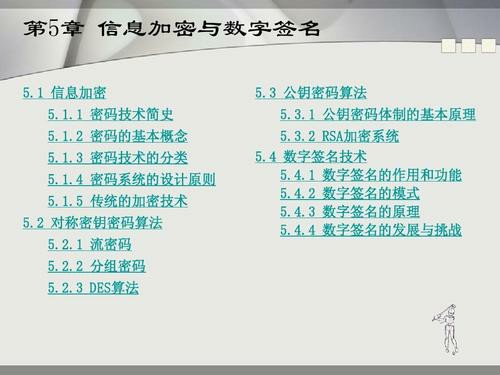 第5章 信息加密与数字签名
5.1 信息加密
5.1.1 密码技术简史
5.1.2 密码的基本概念
5.1.3 密码技术的分类
5.1.4 密码系统的设计原则
5.1.5 传统的加密技术
5.2 对称密钥密码算法
5.2.1 流密码
5.2.2 分组密码
5.2.3 DES算法
5.3 公钥密码算法
5.3.1 公钥密码体制的基本原理
5.3.2 RSA加密系统
5.4 数字签名技术
5.4.1 数字签名的作用和功能
5.4.2 数字签名的模式
5.4.3 数字签名的原理
5.4.4 数字签名的发展与挑战